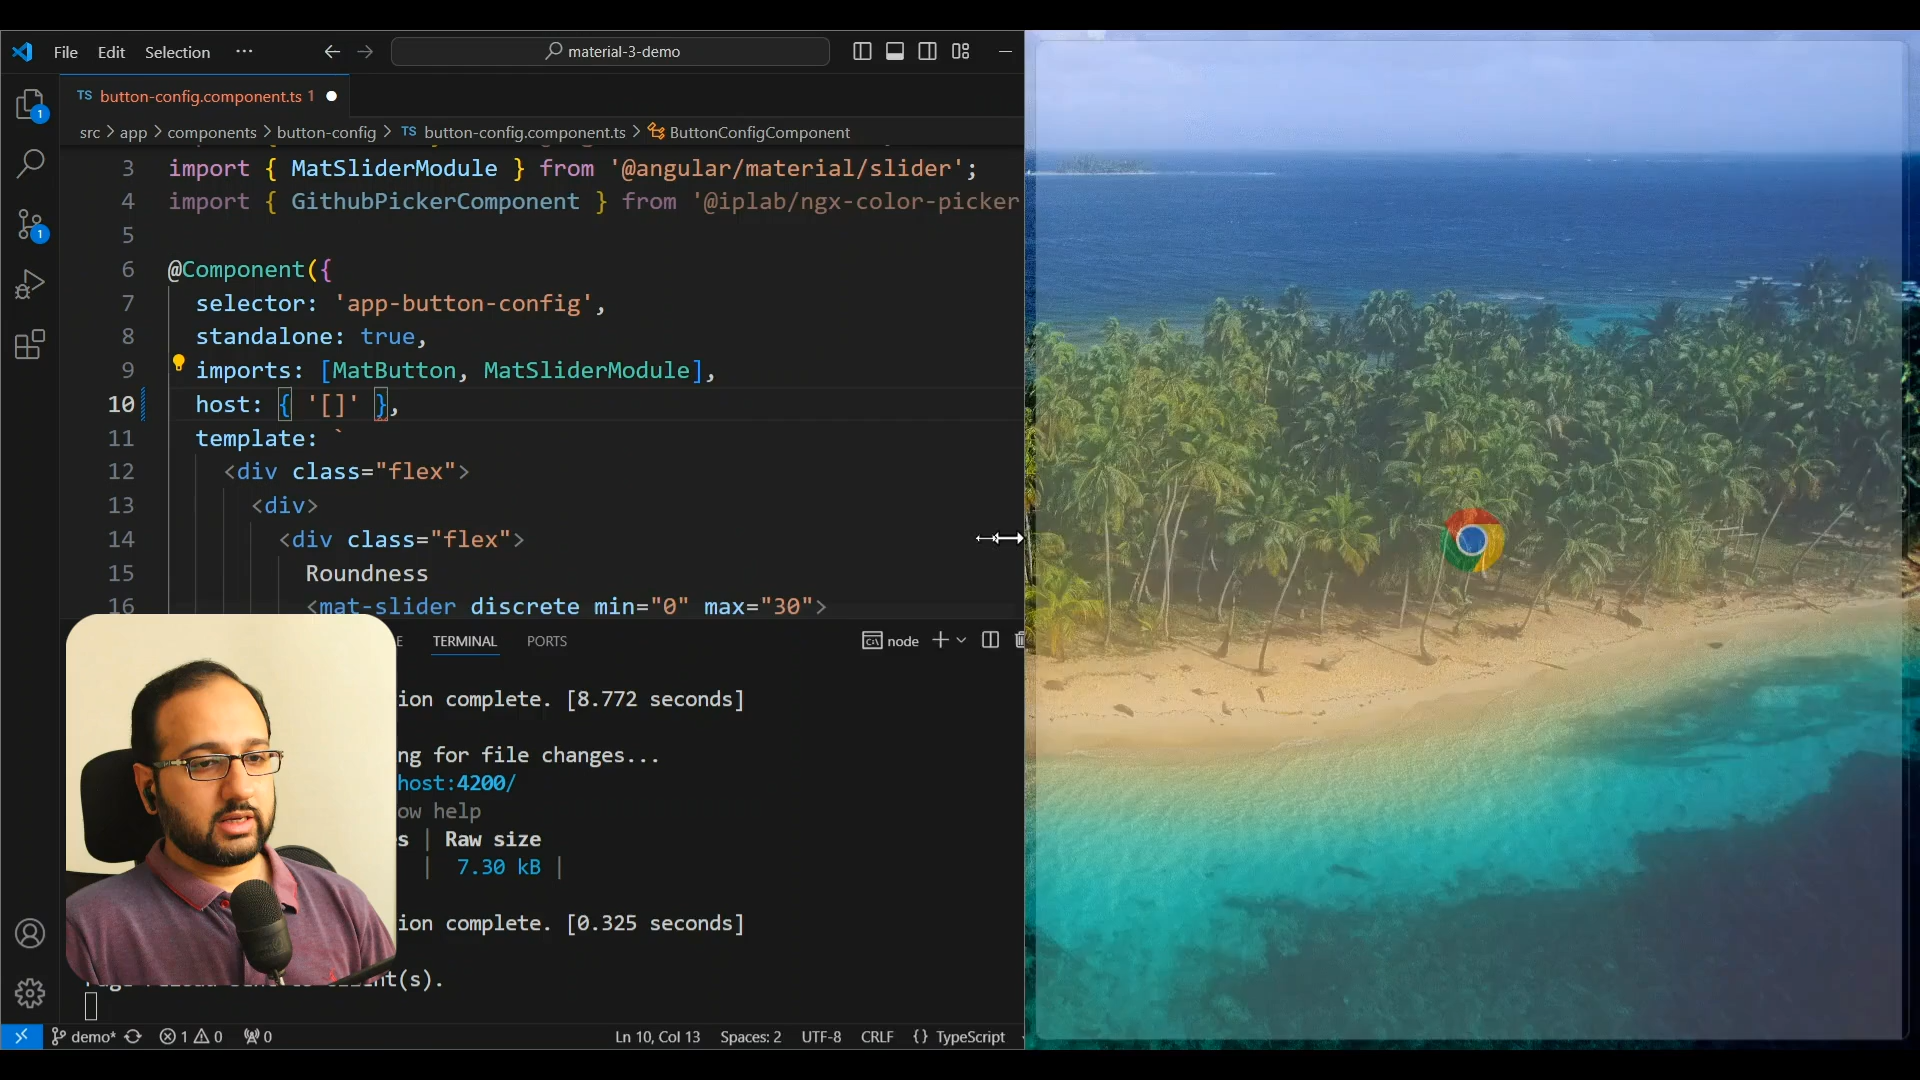 File Edit Selection ··· material-3-demo
TS button-config.component.ts 1
src > app > components > button-config > TS button-config.component.ts > ButtonConfigComponent
3 import { MatSliderModule } from '@angular/material/slider';
4 import { GithubPickerComponent } from '@iplab/ngx-color-picker
5
6 @Component({
7 selector: 'app-button-config',
8 standalone: true,
9 imports: [MatButton, MatSliderModule],
10 host: { '[]' },
11 template: `
12 <div class="flex">
13 <div>
14 <div class="flex">
15 Roundness
16 <mat-slider discrete min="0" max="30">
E TERMINAL PORTS node
ion complete. [8.772 seconds]
ng for file changes...
host:4200/
ow help
s | Raw size
| 7.30 kB |
ion complete. [0.325 seconds]
nt(s).
demo* 1 0 0 Ln 10, Col 13 Spaces: 2 UTF-8 CRLF {} TypeScript
1
1